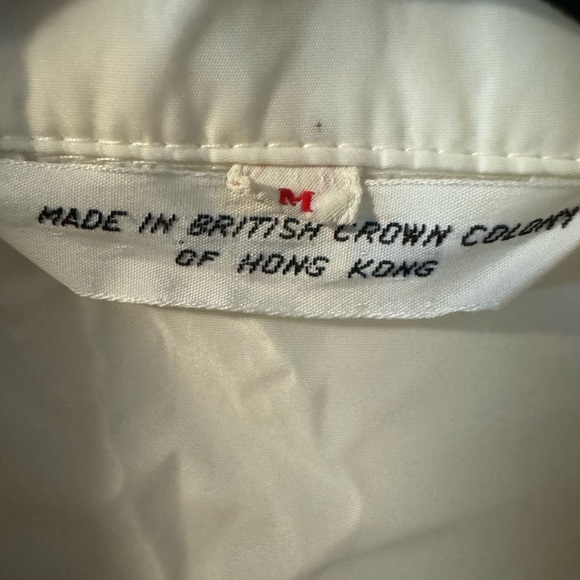 M
MADE IN BRITISH CROWN COLONY
OF HONG KONG